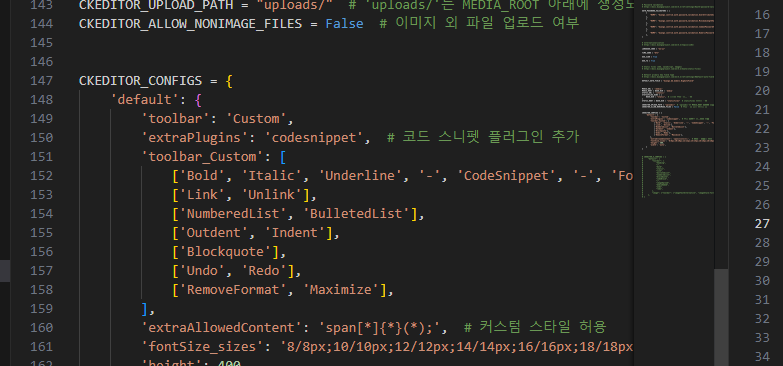 143 CKEDITOR_UPLOAD_PATH = "uploads/" # 'uploads/'는 MEDIA_ROOT 아래에
144 CKEDITOR_ALLOW_NONIMAGE_FILES = False # 이미지 외 파일 업로드 여부
145
146
147 CKEDITOR_CONFIGS = {
148 'default': {
149 'toolbar': 'Custom',
150 'extraPlugins': 'codesnippet', # 코드 스니펫 플러그인 추가
151 'toolbar_Custom': [
152 ['Bold', 'Italic', 'Underline', '-', 'CodeSnippet', '-', 'Fo
153 ['Link', 'Unlink'],
154 ['NumberedList', 'BulletedList'],
155 ['Outdent', 'Indent'],
156 ['Blockquote'],
157 ['Undo', 'Redo'],
158 ['RemoveFormat', 'Maximize'],
159 ],
160 'extraAllowedContent': 'span[*]{*}(*);', # 커스텀 스타일 허용
161 'fontSize_sizes': '8/8px;10/10px;12/12px;14/14px;16/16px;18/18px
'height': 400
16
17
18
19
20
21
22
23
24
25
26
27
28
29
30
31
32
33
34